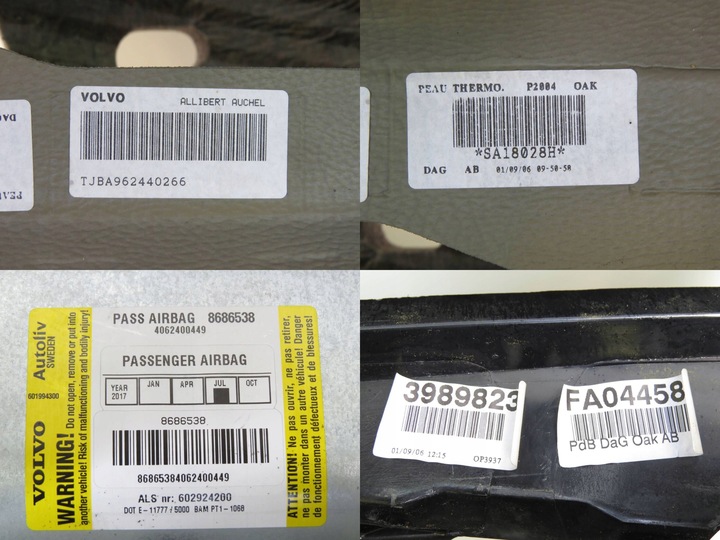 VOLVO ALLIBERT AUCHEL
TJBA962440266
PEAU THERMO. P2004 OAK
*SA18028H*
DAG AB 01/09/06 09-50-58
Autoliv
SWEDEN
601994300
VOLVO
WARNING! Do not open, remove or put into
another vehicle! Risk of malfunctioning and bodily injury!
PASS AIRBAG 8686538
4062400449
PASSENGER AIRBAG
YEAR JAN APR JUL OCT
2017
8686538
86865384062400449
ALS nr: 602924200
DOT E-11777/5000 8AM PT1-1068
ATTENTION! Ne pas ouvrir, ne pas retirer,
ne pas monter dans un autre véhicule! Danger
de fonctionnement défectueux et de blessures!
3989823
01/09/06 12:15 OP3937
FA04458
PdB DaG Oak AB